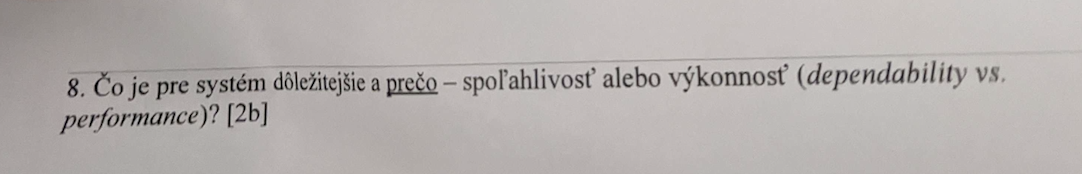 8. Čo je pre systém dôležitejšie a prečo – spoľahlivosť alebo výkonnosť (dependability vs.
performance)? [2b]